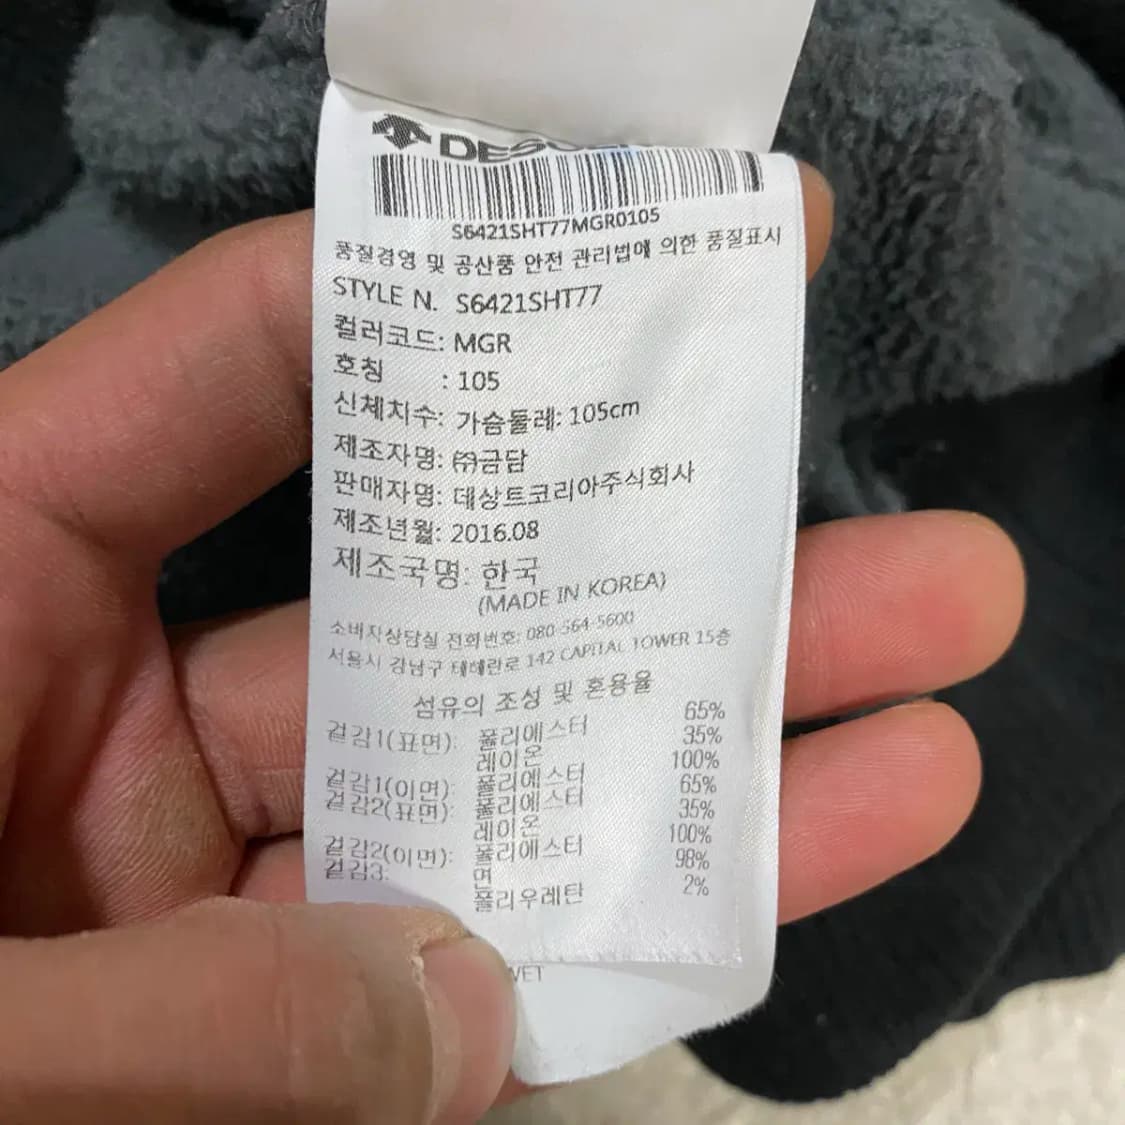 S6421SHT77MGR0105
품질경영 및 공산품 안전 관리법에 의한 품질표시
STYLE N. S6421SHT77
컬러코드: MGR
호칭 : 105
신체치수: 가슴둘레: 105cm
제조자명: ㈜금담
판매자명: 데상트코리아주식회사
제조년월: 2016.08
제조국명: 한국
(MADE IN KOREA)
소비자상담실 전화번호: 080-564-5600
서울시 강남구 테헤란로 142 CAPITAL TOWER 15층
섬유의 조성 및 혼용율
겉감1(표면): 폴리에스터 65%
레이온 35%
겉감1(이면): 폴리에스터 100%
겉감2(표면): 폴리에스터 65%
레이온 35%
겉감2(이면): 폴리에스터 100%
겉감3: 면 98%
폴리우레탄 2%